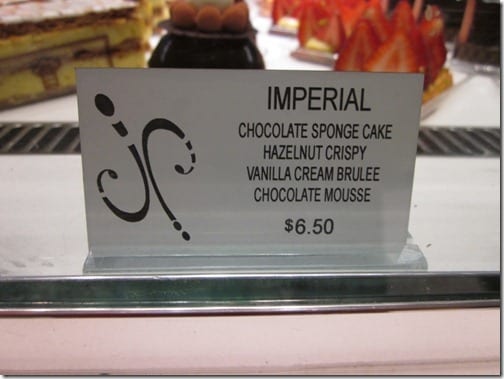 IMPERIAL
CHOCOLATE SPONGE CAKE
HAZELNUT CRISPY
VANILLA CREAM BRULEE
CHOCOLATE MOUSSE
$6.50